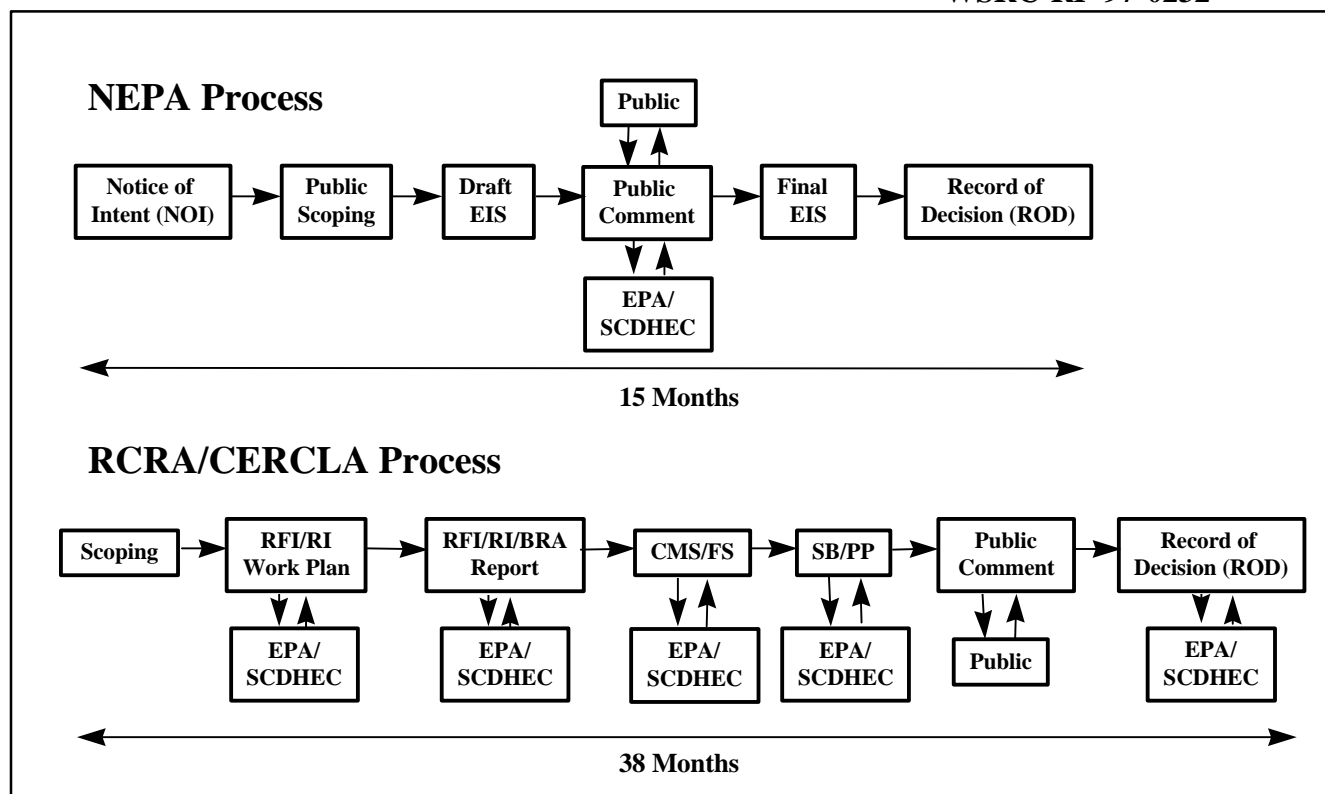 NEPA Process
Public
Notice of
Intent (NOI)
Public
Scoping
Draft
EIS
Public
Comment
Final
EIS
Record of
Decision (ROD)
EPA/
SCDHEC
15 Months
RCRA/CERCLA Process
Scoping
RFI/RI
Work Plan
RFI/RI/BRA
Report
CMS/FS
SB/PP
Public
Comment
Record of
Decision (ROD)
EPA/
SCDHEC
EPA/
SCDHEC
EPA/
SCDHEC
EPA/
SCDHEC
Public
EPA/
SCDHEC
38 Months